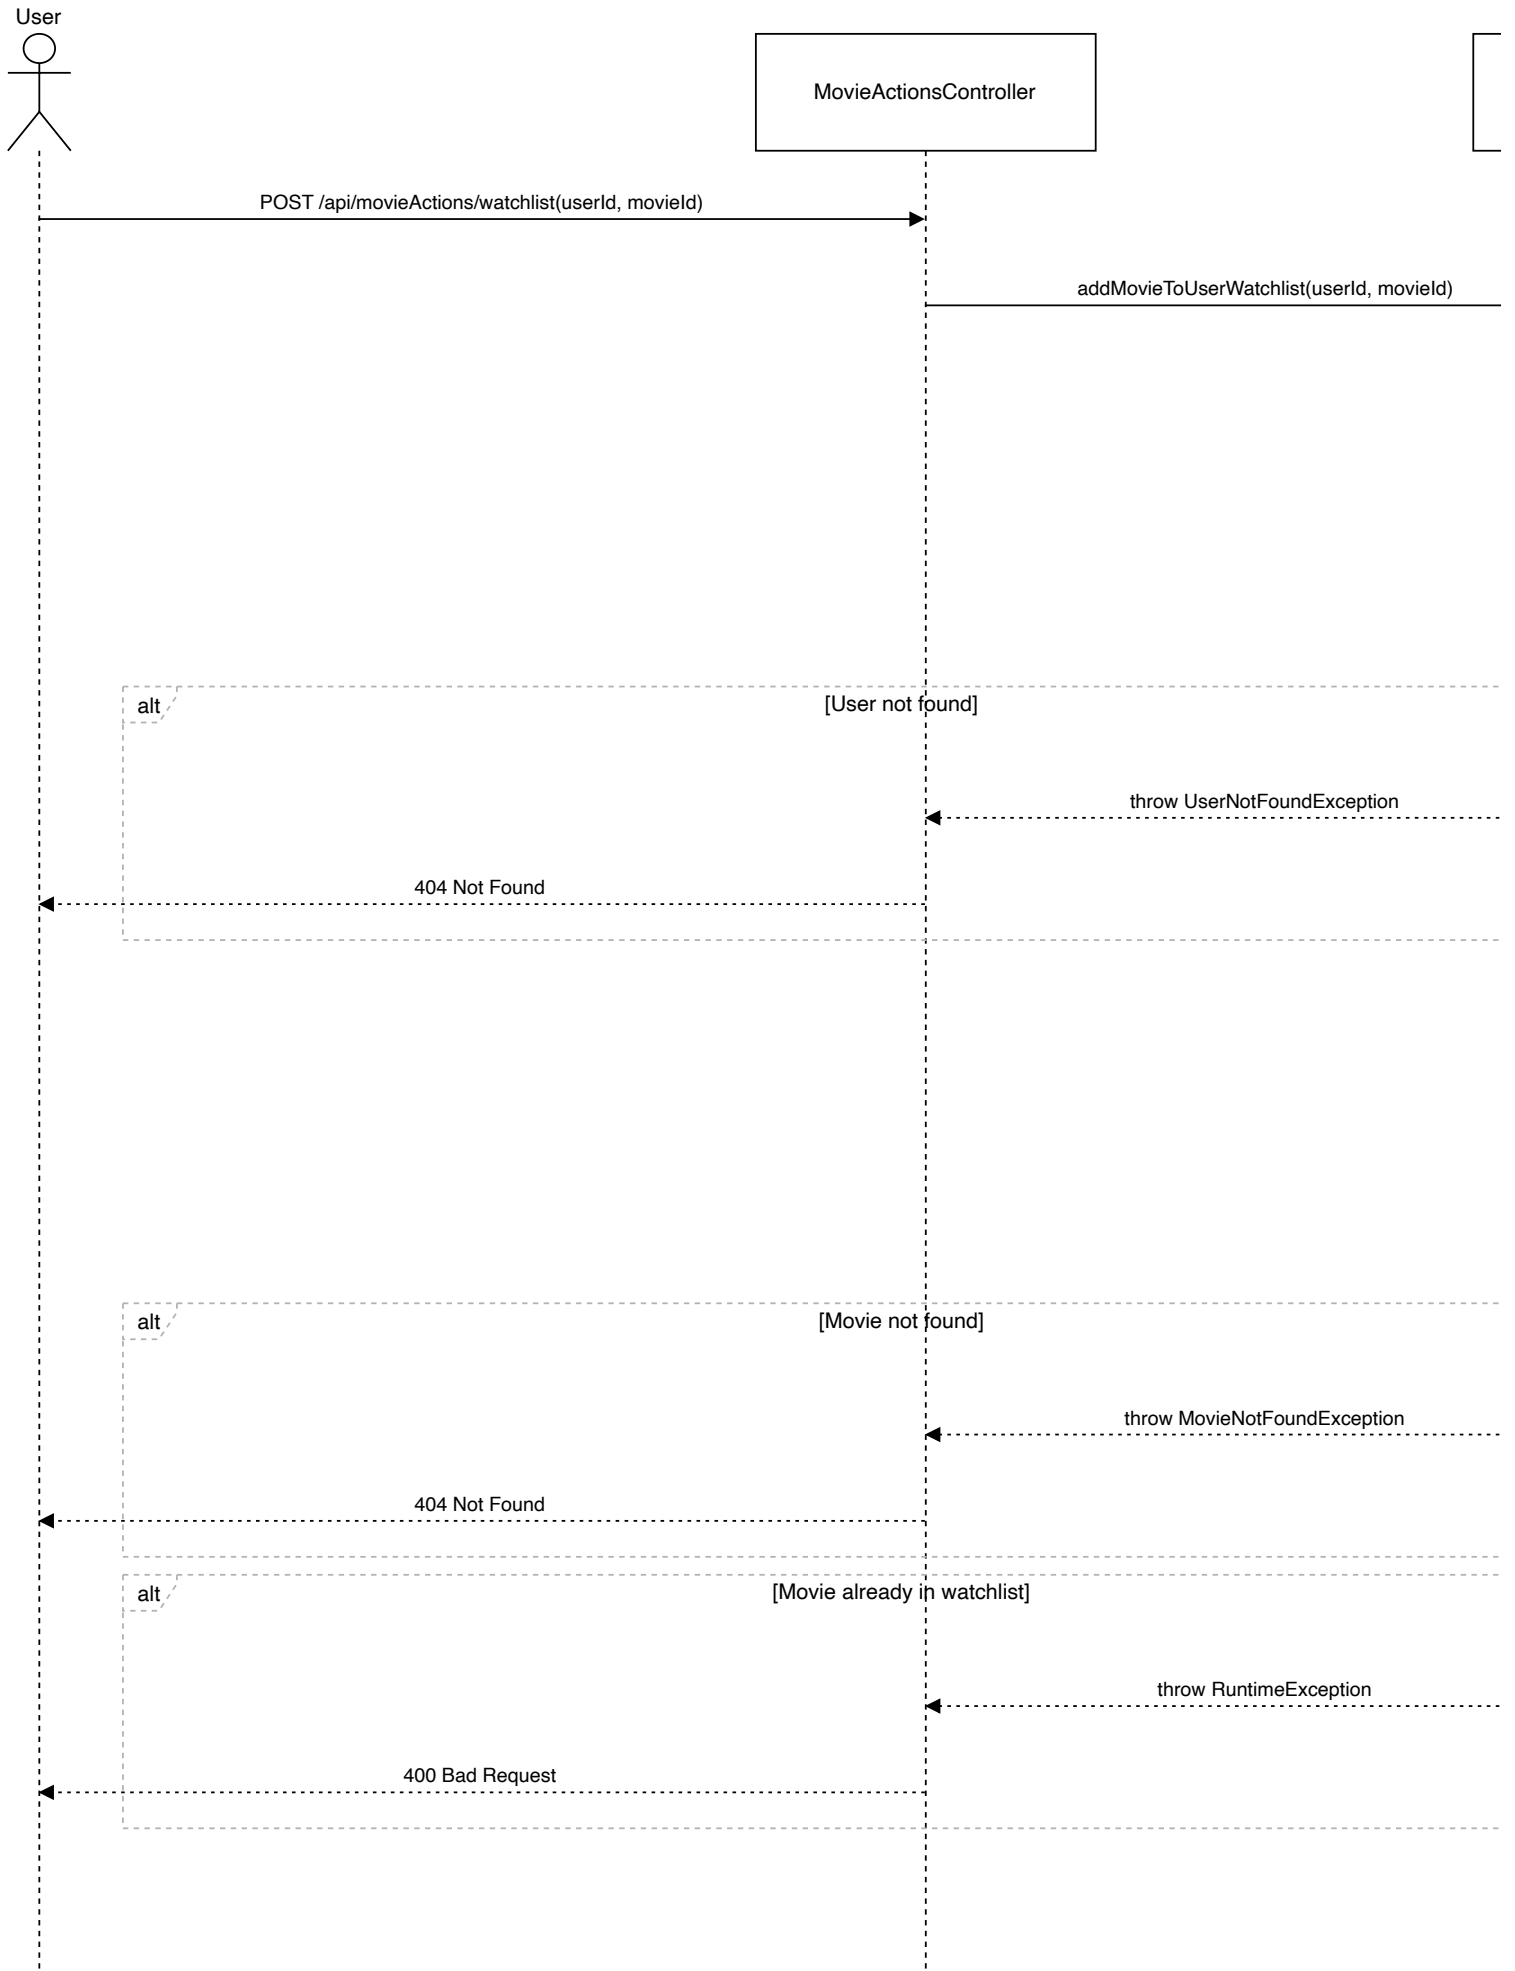 User
MovieActionsController
POST /api/movieActions/watchlist(userId, movieId)
addMovieToUserWatchlist(userId, movieId)
alt
[User not found]
throw UserNotFoundException
404 Not Found
alt
[Movie not found]
throw MovieNotFoundException
404 Not Found
alt
[Movie already in watchlist]
throw RuntimeException
400 Bad Request